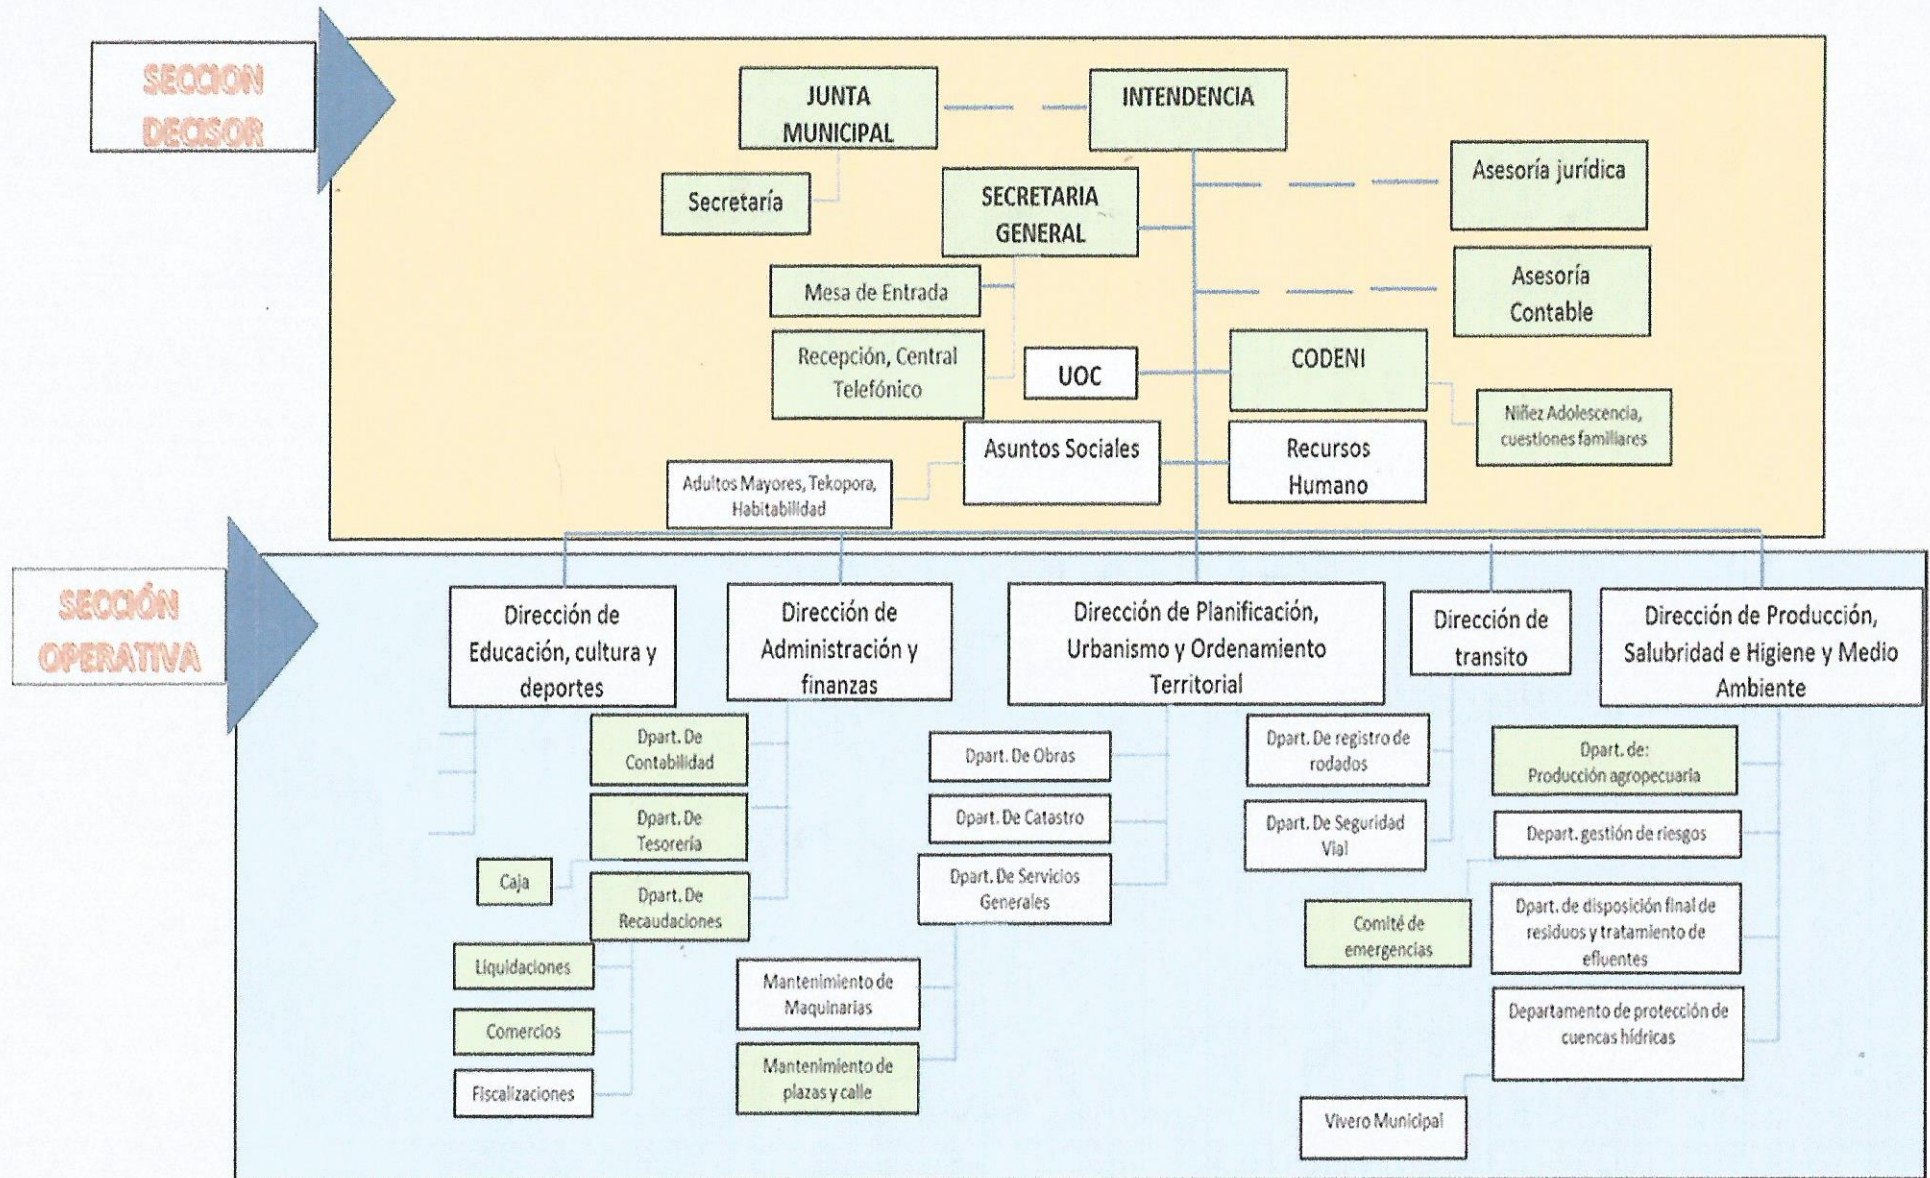 SECCION
DECISOR
JUNTA
MUNICIPAL
INTENDENCIA
Secretaría
SECRETARIA
GENERAL
Asesoría jurídica
Mesa de Entrada
Asesoría
Contable
Recepción, Central
Telefónico
UOC
CODENI
Niñez Adolescencia,
cuestiones familiares
Asuntos Sociales
Recursos
Humano
Adultos Mayores, Tekopora,
Habitabilidad
SECCIÓN
OPERATIVA
Dirección de
Educación, cultura y
deportes
Dirección de
Administración y
finanzas
Dirección de Planificación,
Urbanismo y Ordenamiento
Territorial
Dirección de
transito
Dirección de Producción,
Salubridad e Higiene y Medio
Ambiente
Dpart. De
Contabilidad
Dpart. De
Tesorería
Caja
Dpart. De
Recaudaciones
Liquidaciones
Comercios
Fiscalizaciones
Dpart. De Obras
Dpart. De Catastro
Dpart. De Servicios
Generales
Mantenimiento de
Maquinarias
Mantenimiento de
plazas y calle
Dpart. De registro de
rodados
Dpart. De Seguridad
Vial
Dpart. de:
Producción agropecuaria
Depart. gestión de riesgos
Comité de
emergencias
Dpart. de disposición final de
residuos y tratamiento de
efluentes
Departamento de protección de
cuencas hídricas
Vivero Municipal